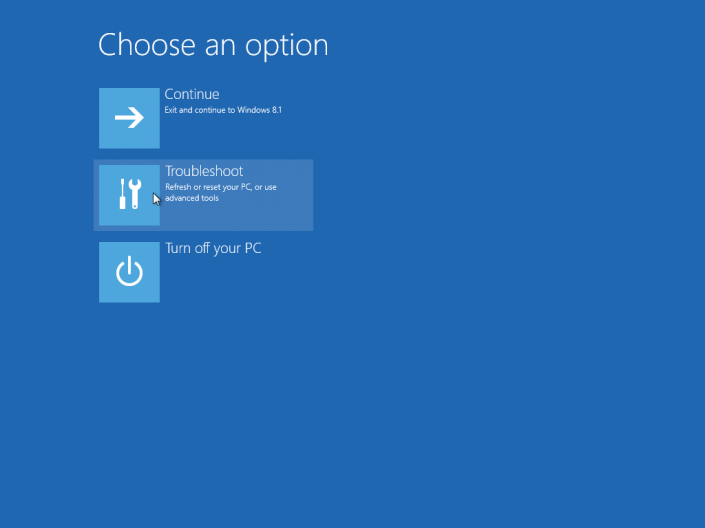 Choose an option
Continue
Exit and continue to Windows 8.1
Troubleshoot
Refresh or reset your PC, or use
advanced tools
Turn off your PC